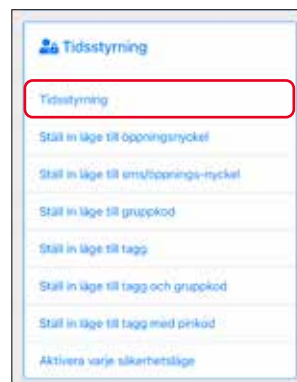 Tidsstyrning
Tidsstyrning
Ställ in läge till öppningsnyckel
Ställ in läge till sms/öppnings-nyckel
Ställ in läge till gruppkod
Ställ in läge till tagg
Ställ in läge till tagg och gruppkod
Ställ in läge till tagg med pinkod
Aktivera varje säkerhetsläge